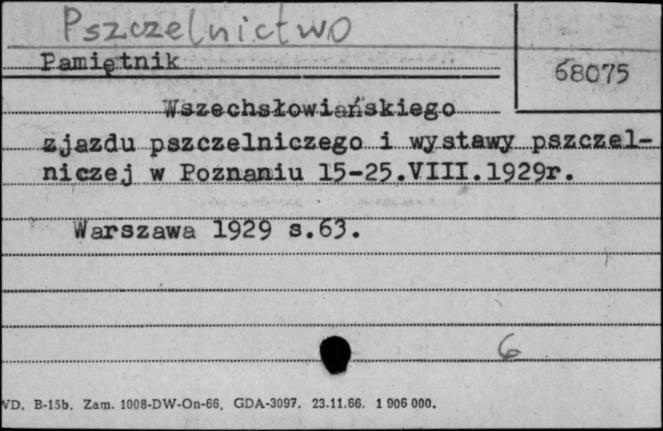 Pszczelnictwo
Pamiętnik
68075
Wszechsłowiańskiego
zjazdu pszczelniczego i wystawy pszczel-
niczej w Poznaniu 15-25.VIII.1929r.
Warszawa 1929 s.63.
6
VD. B-15b. Zam. 1008-DW-On-66. GDA-3097. 23.11.66. 1 906 000.